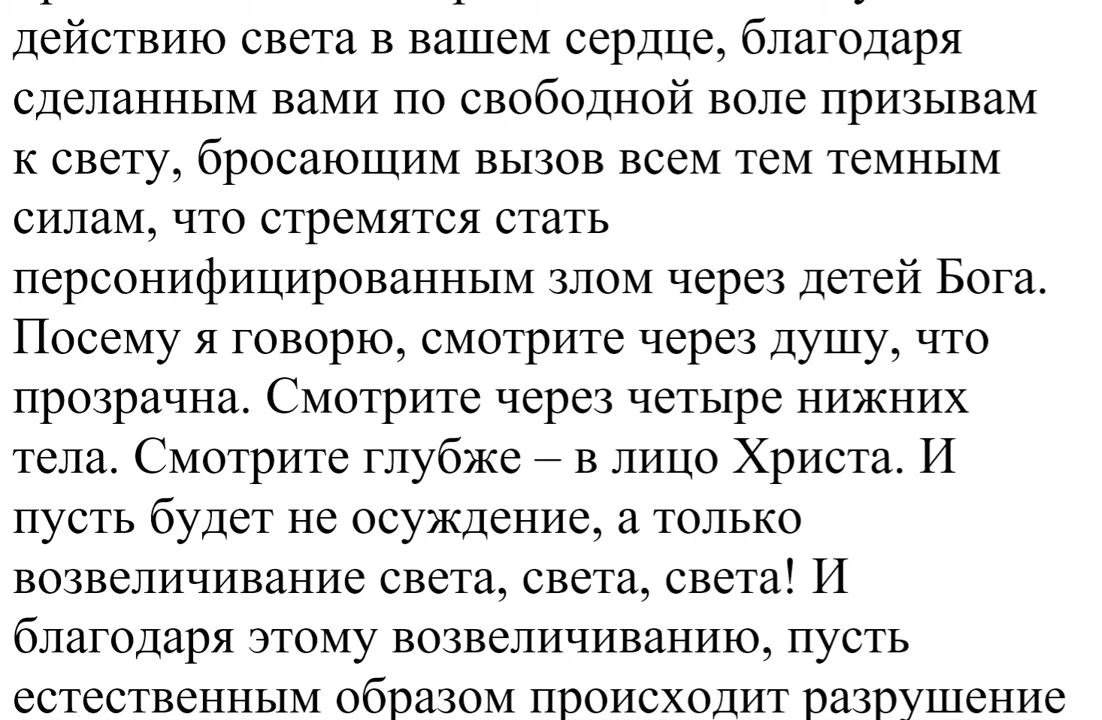 действию света в вашем сердце, благодаря
сделанным вами по свободной воле призывам
к свету, бросающим вызов всем тем темным
силам, что стремятся стать
персонифицированным злом через детей Бога.
Посему я говорю, смотрите через душу, что
прозрачна. Смотрите через четыре нижних
тела. Смотрите глубже – в лицо Христа. И
пусть будет не осуждение, а только
возвеличивание света, света, света! И
благодаря этому возвеличиванию, пусть
естественным образом происходит разрушение